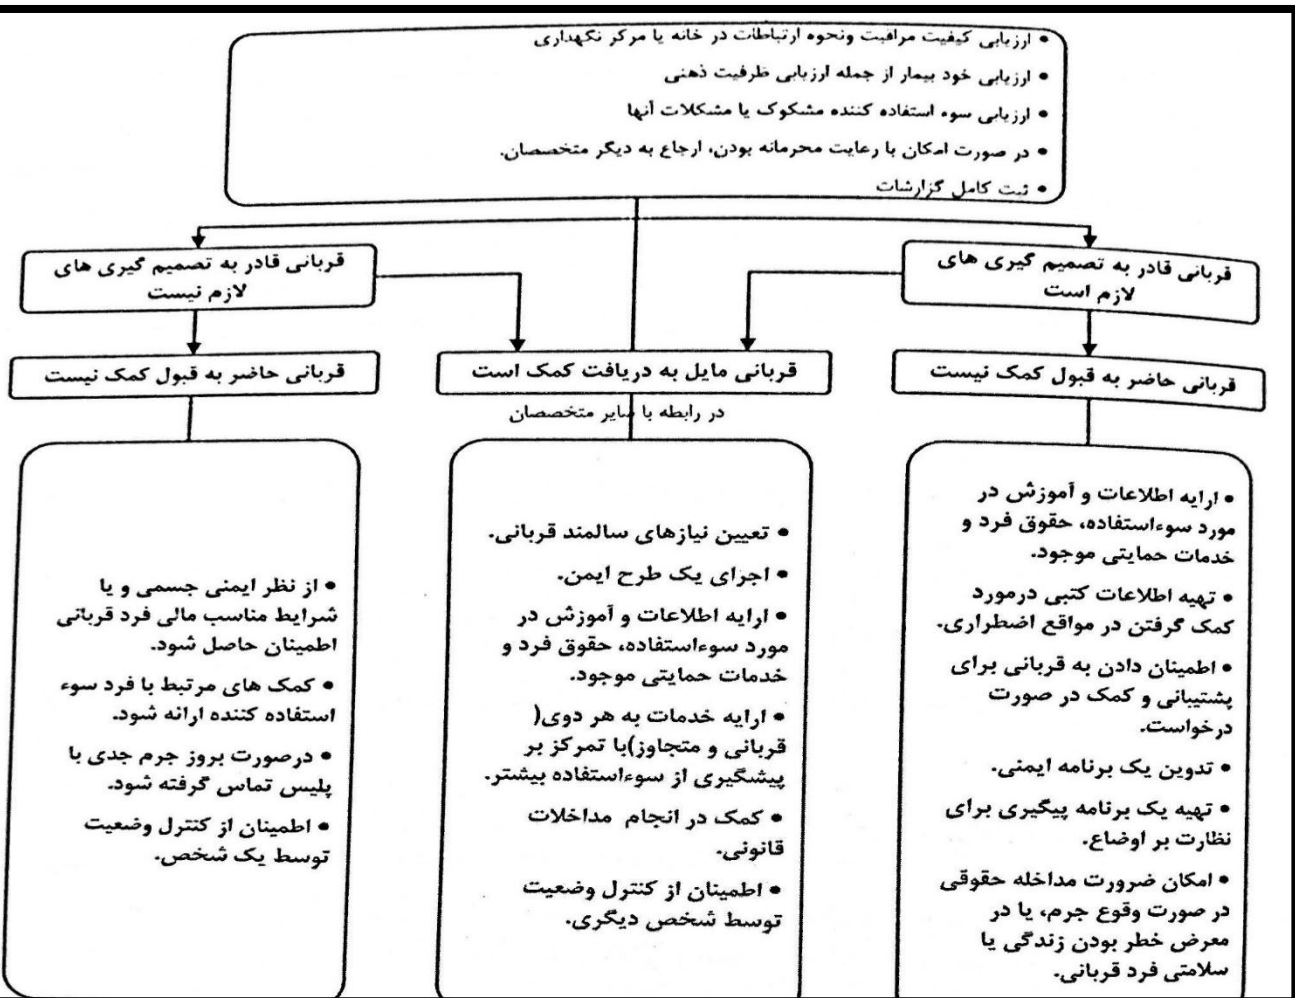 • ارزیابی کیفیت مراقبت ونحوه ارتباطات در خانه یا مرکز نگهداری
• ارزیابی خود بیمار از جمله ارزیابی ظرفیت ذهنی
• ارزیابی سوء استفاده کننده مشکوک یا مشکلات آنها
• در صورت امکان با رعایت محرمانه بودن، ارجاع به دیگر متخصصان.
• ثبت کامل گزارشات
قربانی قادر به تصمیم گیری های
لازم است
قربانی قادر به تصمیم گیری های
لازم نیست
قربانی حاضر به قبول کمک نیست
قربانی مایل به دریافت کمک است
قربانی حاضر به قبول کمک نیست
در رابطه با سایر متخصصان
• ارایه اطلاعات و آموزش در
مورد سوءاستفاده، حقوق فرد و
خدمات حمایتی موجود.
• تهیه اطلاعات کتبی درمورد
کمک گرفتن در مواقع اضطراری.
• اطمینان دادن به قربانی برای
پشتیبانی و کمک در صورت
درخواست.
• تدوین یک برنامه ایمنی.
• تهیه یک برنامه پیگیری برای
نظارت بر اوضاع.
• امکان ضرورت مداخله حقوقی
در صورت وقوع جرم، یا در
معرض خطر بودن زندگی یا
سلامتی فرد قربانی.
• تعیین نیازهای سالمند قربانی.
• اجرای یک طرح ایمن.
• ارایه اطلاعات و آموزش در
مورد سوءاستفاده، حقوق فرد و
خدمات حمایتی موجود.
• ارایه خدمات به هر دوی(
قربانی و متجاوز)با تمرکز بر
پیشگیری از سوءاستفاده بیشتر.
• کمک در انجام مداخلات
قانونی.
• اطمینان از کنترل وضعیت
توسط شخص دیگری.
• از نظر ایمنی جسمی و یا
شرایط مناسب مالی فرد قربانی
اطمینان حاصل شود.
• کمک های مرتبط با فرد سوء
استفاده کننده ارائه شود.
• درصورت بروز جرم جدی با
پلیس تماس گرفته شود.
• اطمینان از کنترل وضعیت
توسط یک شخص.